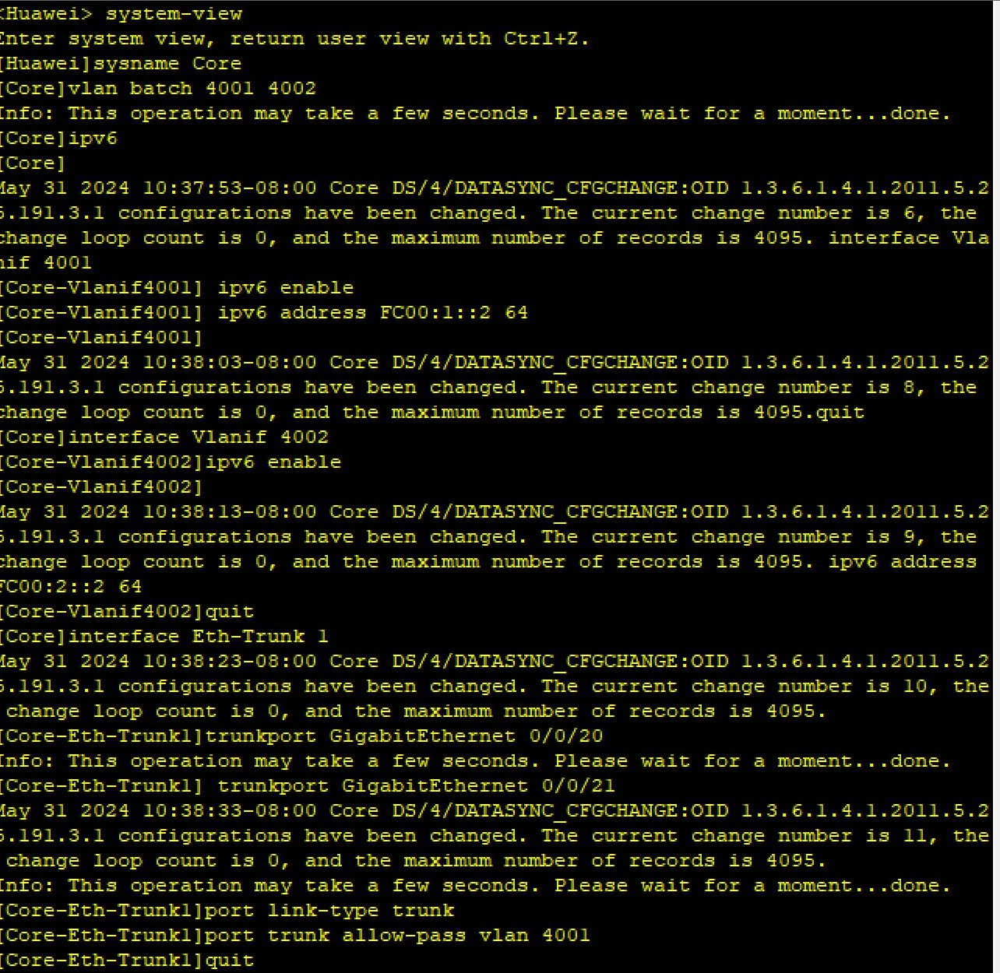 <Huawei> system-view
Enter system view, return user view with Ctrl+Z.
[Huawei]sysname Core
[Core]vlan batch 4001 4002
Info: This operation may take a few seconds. Please wait for a moment...done.
[Core]ipv6
[Core]
May 31 2024 10:37:53-08:00 Core DS/4/DATASYNC_CFGCHANGE:OID 1.3.6.1.4.1.2011.5.2
5.191.3.1 configurations have been changed. The current change number is 6, the
change loop count is 0, and the maximum number of records is 4095. interface Vla
nif 4001
[Core-Vlanif4001] ipv6 enable
[Core-Vlanif4001] ipv6 address FC00:1::2 64
[Core-Vlanif4001]
May 31 2024 10:38:03-08:00 Core DS/4/DATASYNC_CFGCHANGE:OID 1.3.6.1.4.1.2011.5.2
5.191.3.1 configurations have been changed. The current change number is 8, the
change loop count is 0, and the maximum number of records is 4095.quit
[Core]interface Vlanif 4002
[Core-Vlanif4002]ipv6 enable
[Core-Vlanif4002]
May 31 2024 10:38:13-08:00 Core DS/4/DATASYNC_CFGCHANGE:OID 1.3.6.1.4.1.2011.5.2
5.191.3.1 configurations have been changed. The current change number is 9, the
change loop count is 0, and the maximum number of records is 4095. ipv6 address
FC00:2::2 64
[Core-Vlanif4002]quit
[Core]interface Eth-Trunk 1
May 31 2024 10:38:23-08:00 Core DS/4/DATASYNC_CFGCHANGE:OID 1.3.6.1.4.1.2011.5.2
5.191.3.1 configurations have been changed. The current change number is 10, the
 change loop count is 0, and the maximum number of records is 4095.
[Core-Eth-Trunk1]trunkport GigabitEthernet 0/0/20
Info: This operation may take a few seconds. Please wait for a moment...done.
[Core-Eth-Trunk1] trunkport GigabitEthernet 0/0/21
May 31 2024 10:38:33-08:00 Core DS/4/DATASYNC_CFGCHANGE:OID 1.3.6.1.4.1.2011.5.2
5.191.3.1 configurations have been changed. The current change number is 11, the
 change loop count is 0, and the maximum number of records is 4095.
Info: This operation may take a few seconds. Please wait for a moment...done.
[Core-Eth-Trunk1]port link-type trunk
[Core-Eth-Trunk1]port trunk allow-pass vlan 4001
[Core-Eth-Trunk1]quit